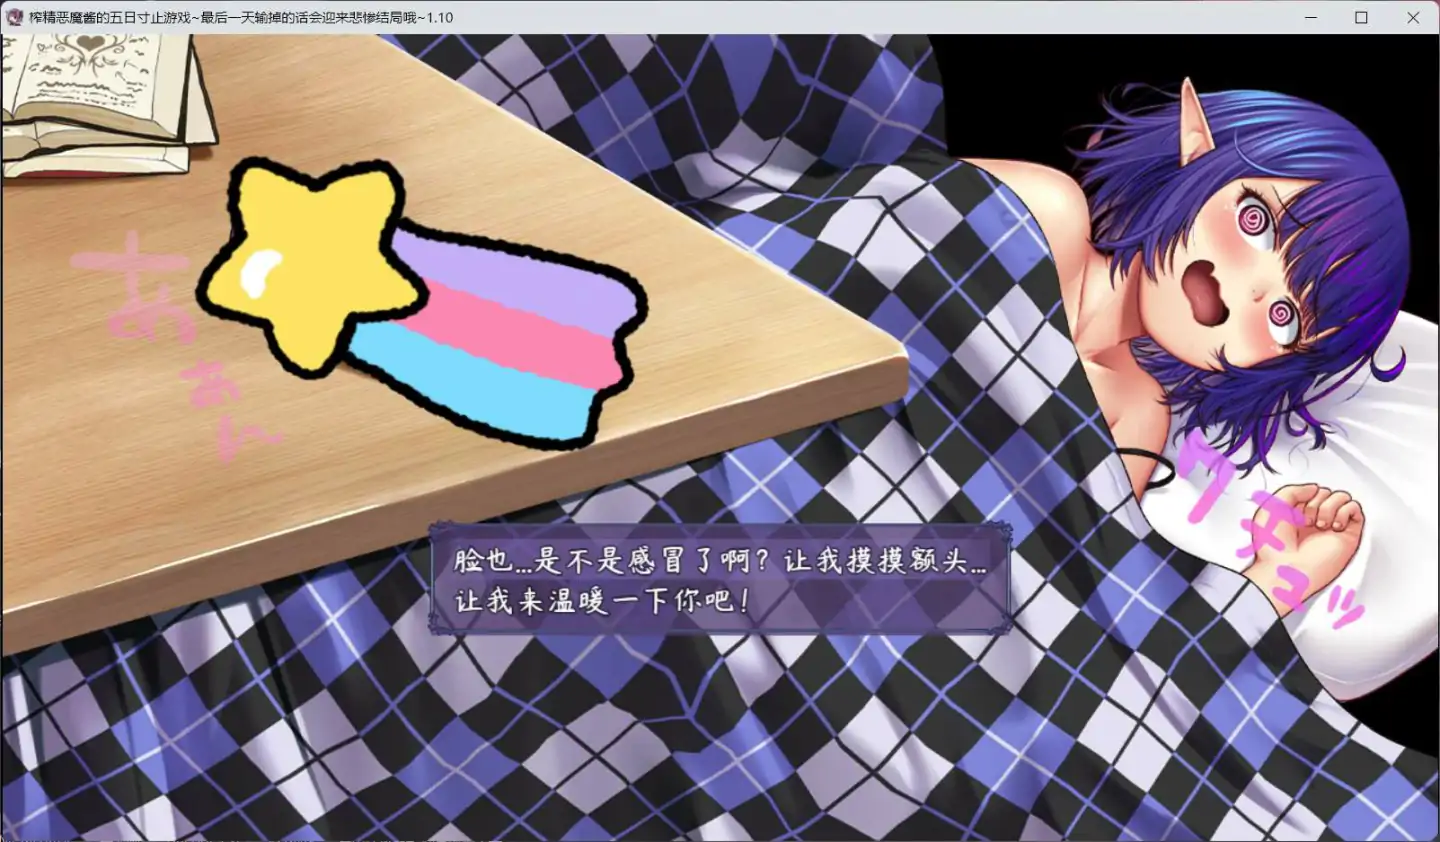 榨精恶魔酱的五日寸止游戏~最后一天输掉的话会迎来悲惨结局哦~1.10
あ
あ
ん
クチュッ
脸也...是不是感冒了啊？让我摸摸额头...
让我来温暖一下你吧！